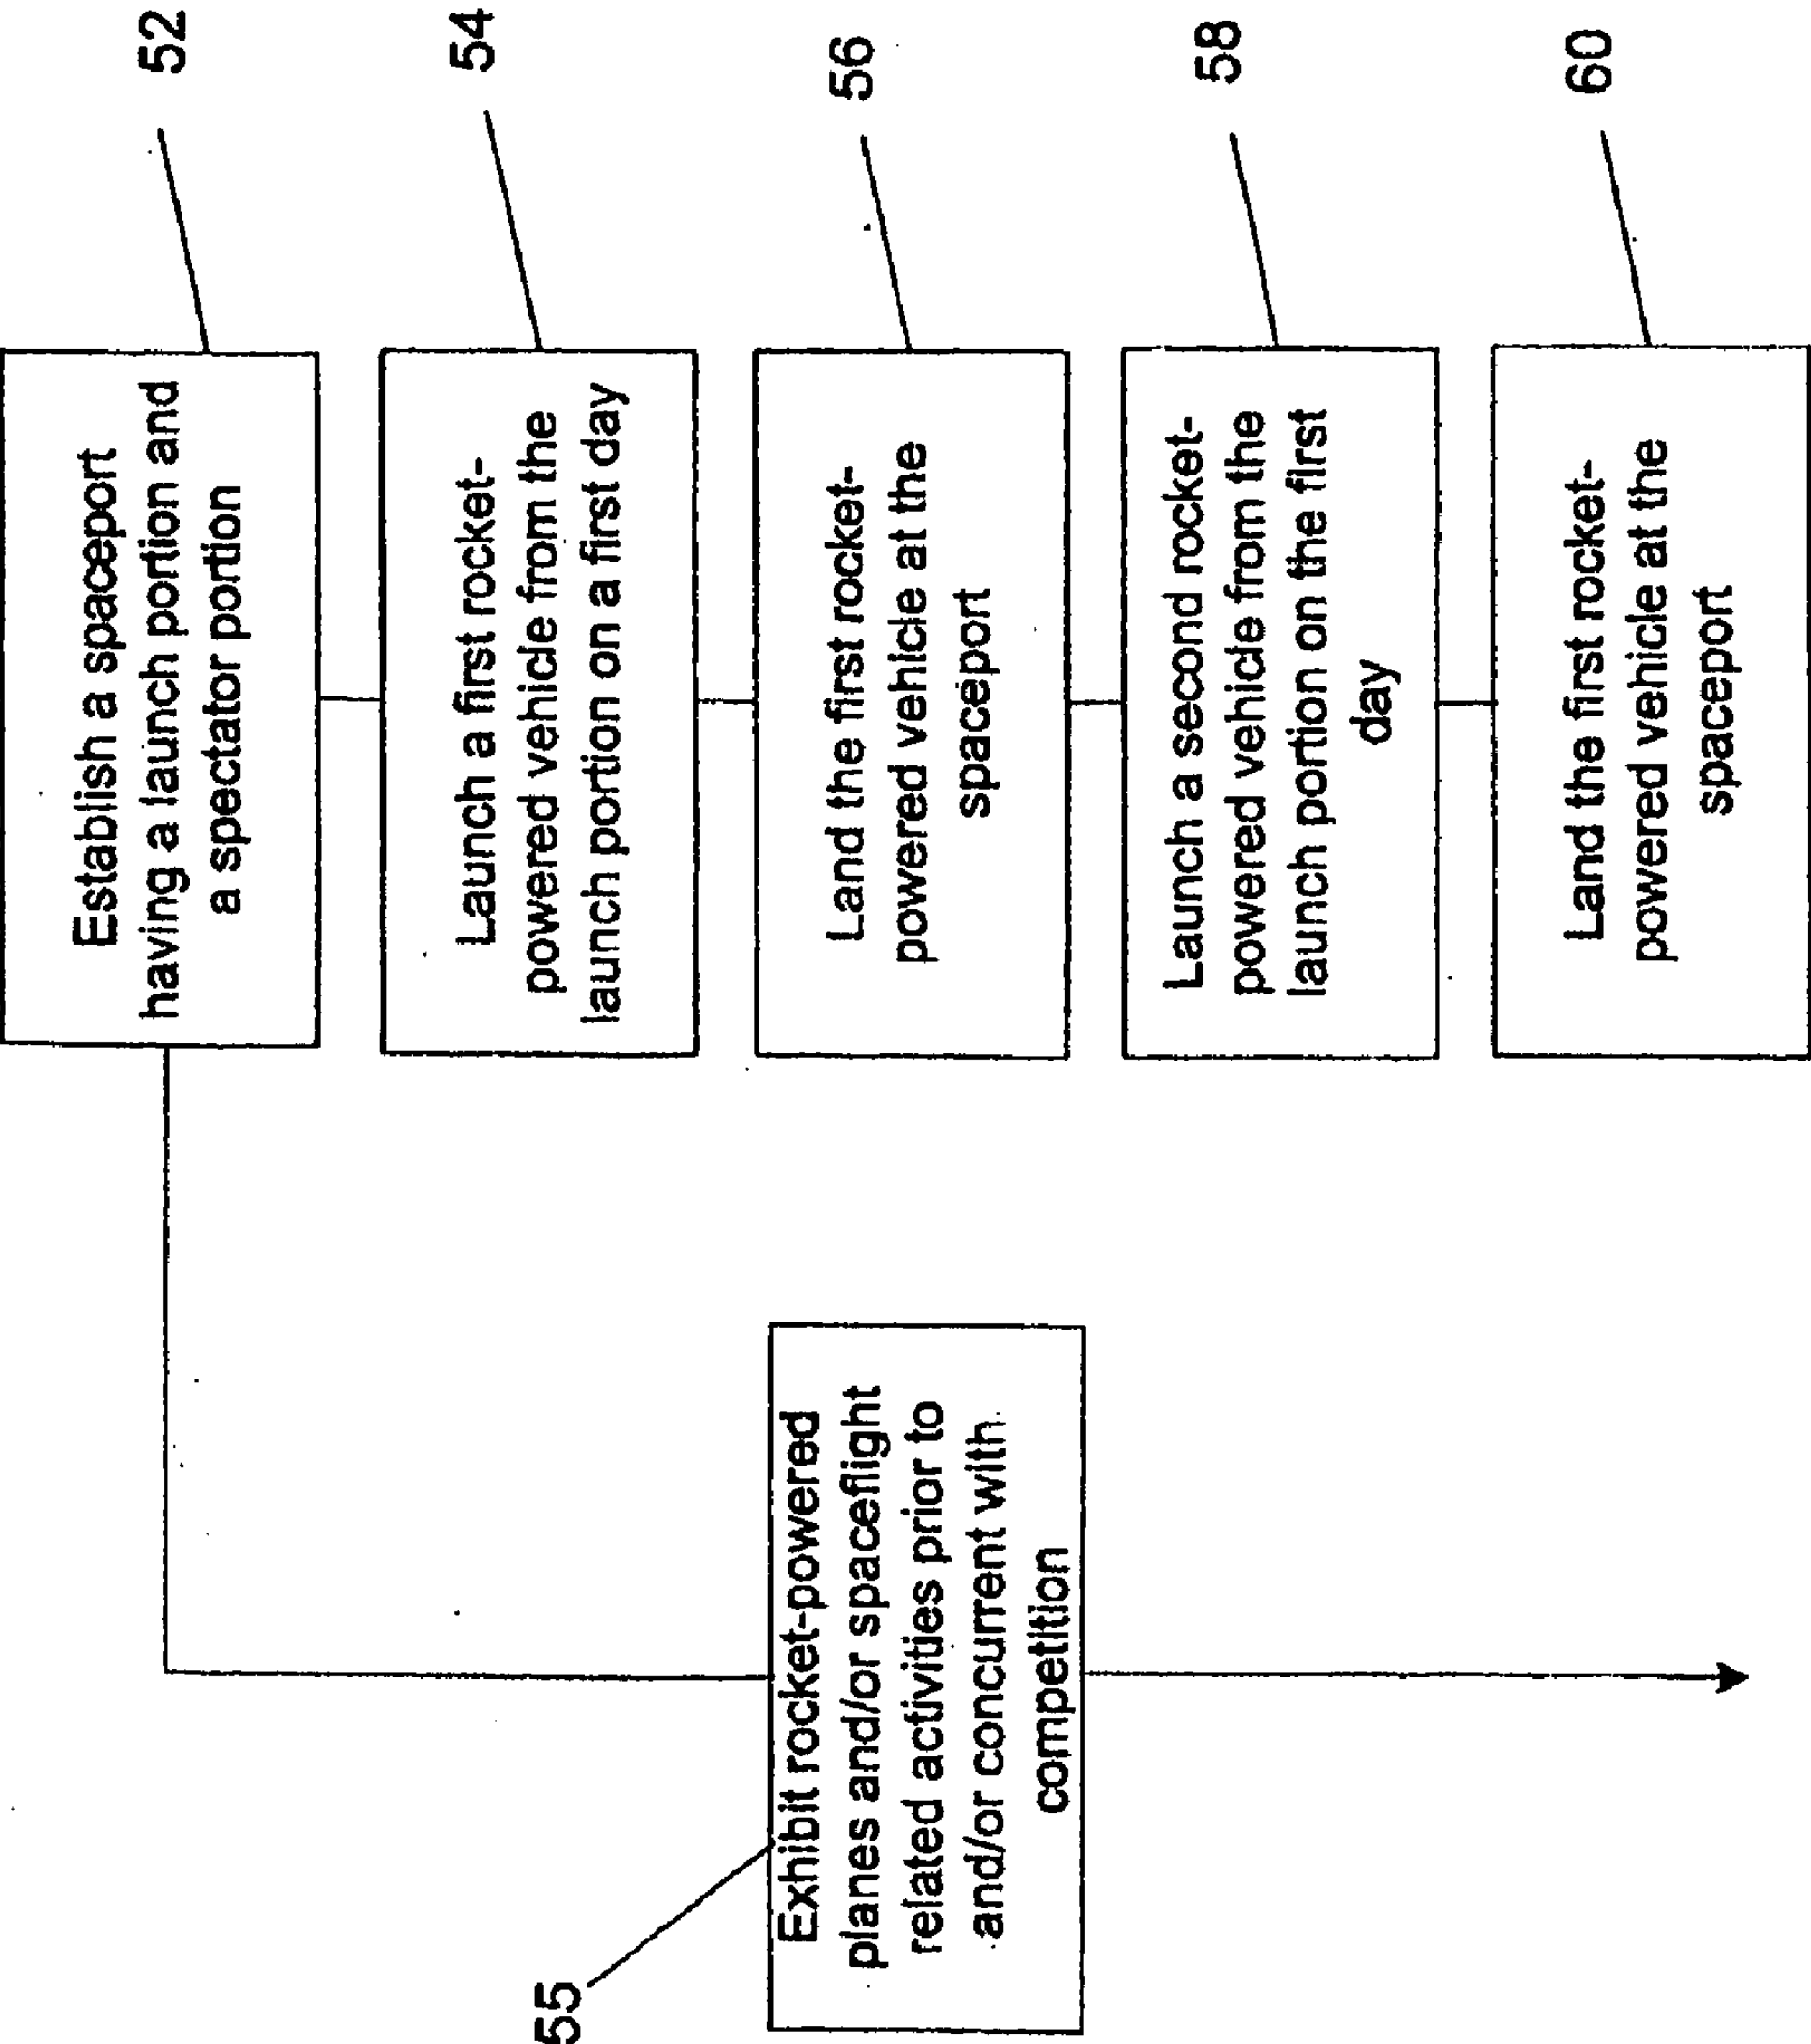 Establish a spaceport
having a launch portion and
a spectator portion
52
Launch a first rocket-
powered vehicle from the
launch portion on a first day
54
Exhibit rocket-powered
planes and/or spaceflight
related activities prior to
and/or concurrent with
competition
55
Land the first rocket-
powered vehicle at the
spaceport
56
Launch a second rocket-
powered vehicle from the
launch portion on the first
day
58
Land the first rocket-
powered vehicle at the
spaceport
60